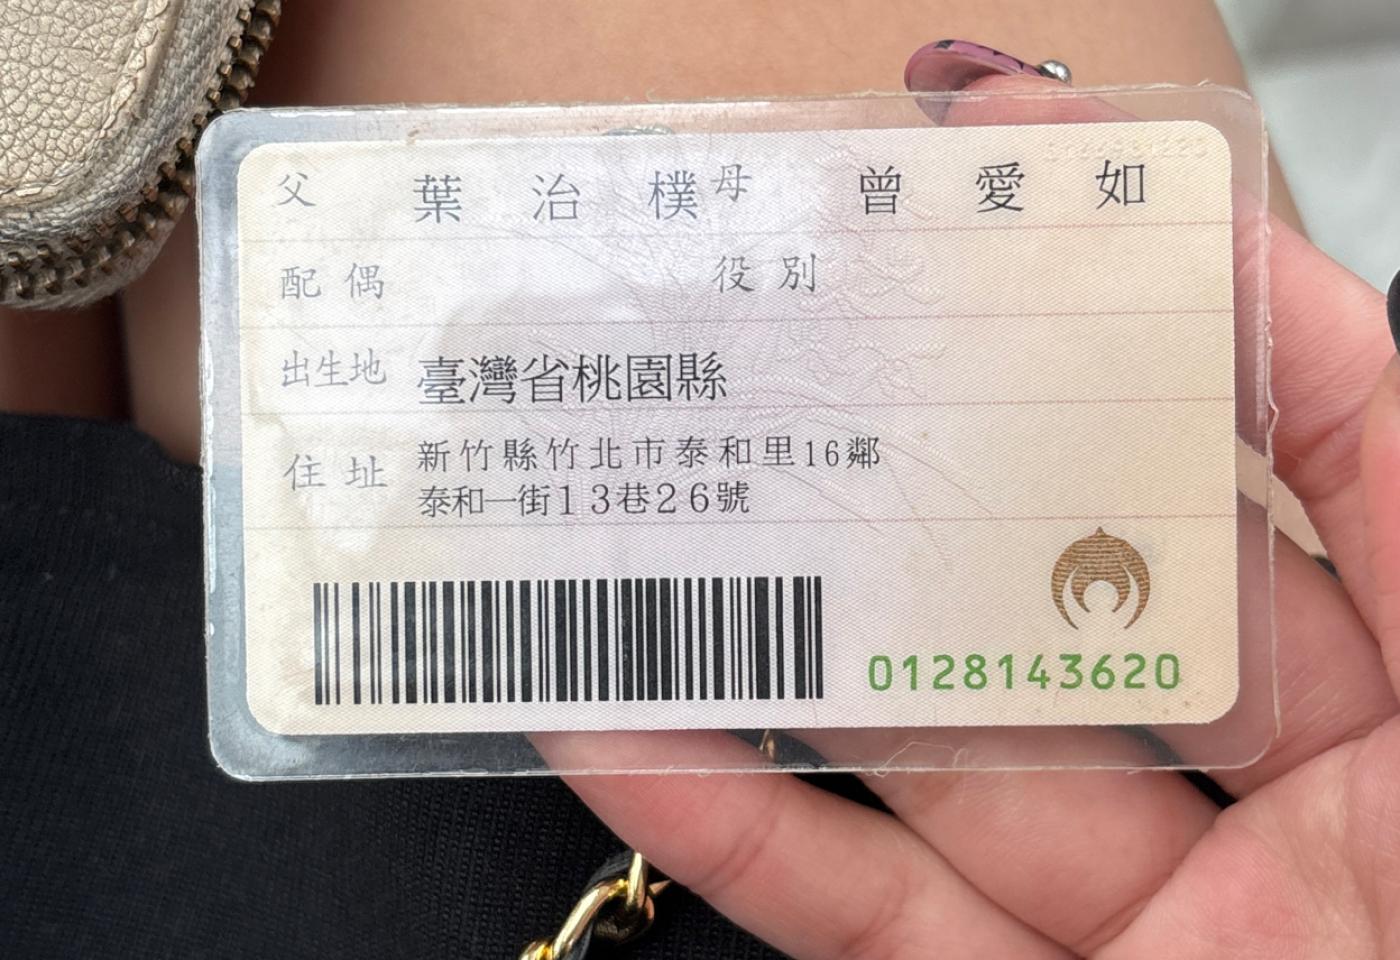 父 葉治樸 母 曾愛如
配偶 役別
出生地 臺灣省桃園縣
住址 新竹縣竹北市泰和里16鄰
泰和一街13巷26號
0128143620